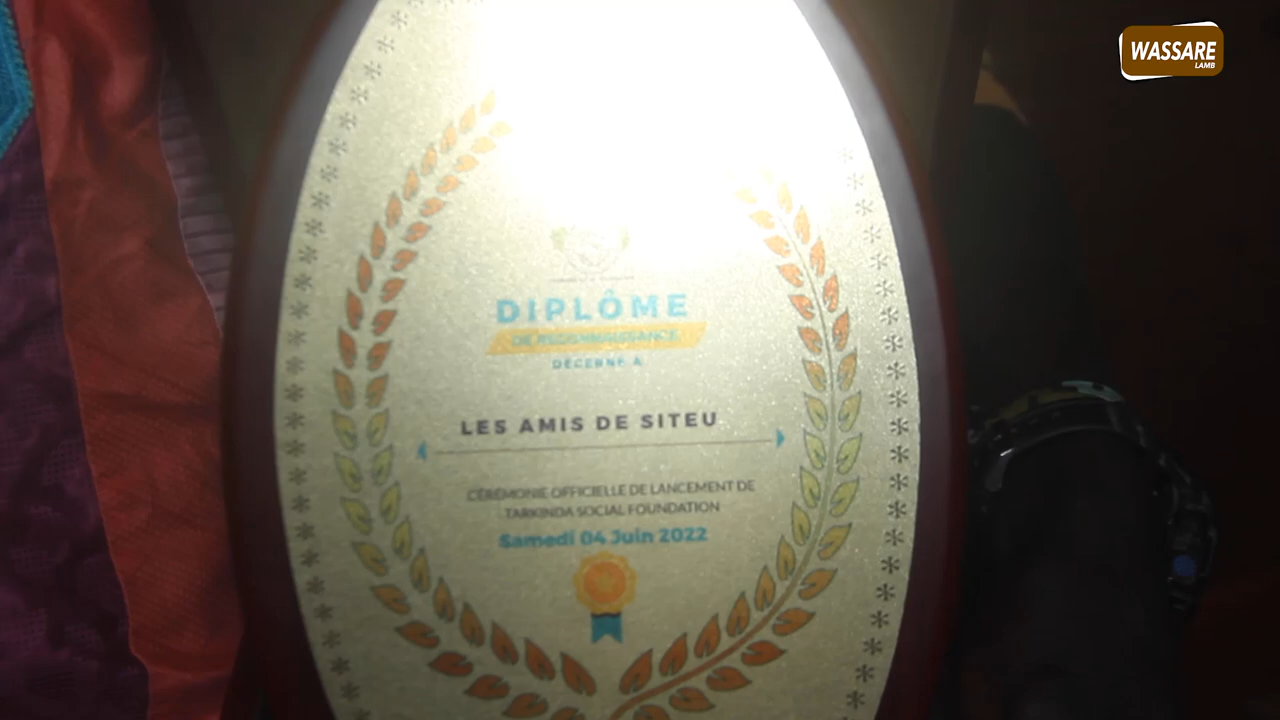 WASSARE
LAMB
DIPLÔME
DE RECONNAISSANCE
DÉCERNÉ À
LES AMIS DE SITEU
CÉRÉMONIE OFFICIELLE DE LANCEMENT DE
TARKINDA SOCIAL FOUNDATION
Samedi 04 Juin 2022